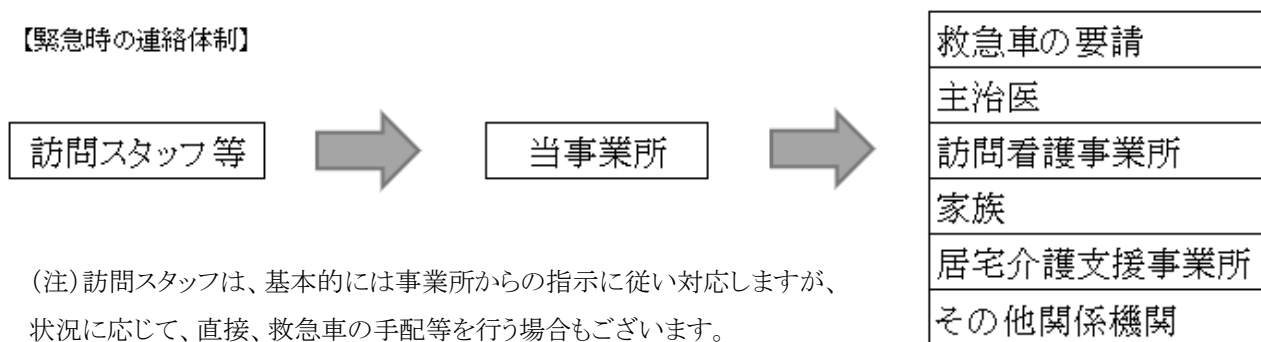 【緊急時の連絡体制】
訪問スタッフ等
当事業所
救急車の要請
主治医
訪問看護事業所
家族
居宅介護支援事業所
その他関係機関
（注）訪問スタッフは、基本的には事業所からの指示に従い対応しますが、
状況に応じて、直接、救急車の手配等を行う場合もございます。